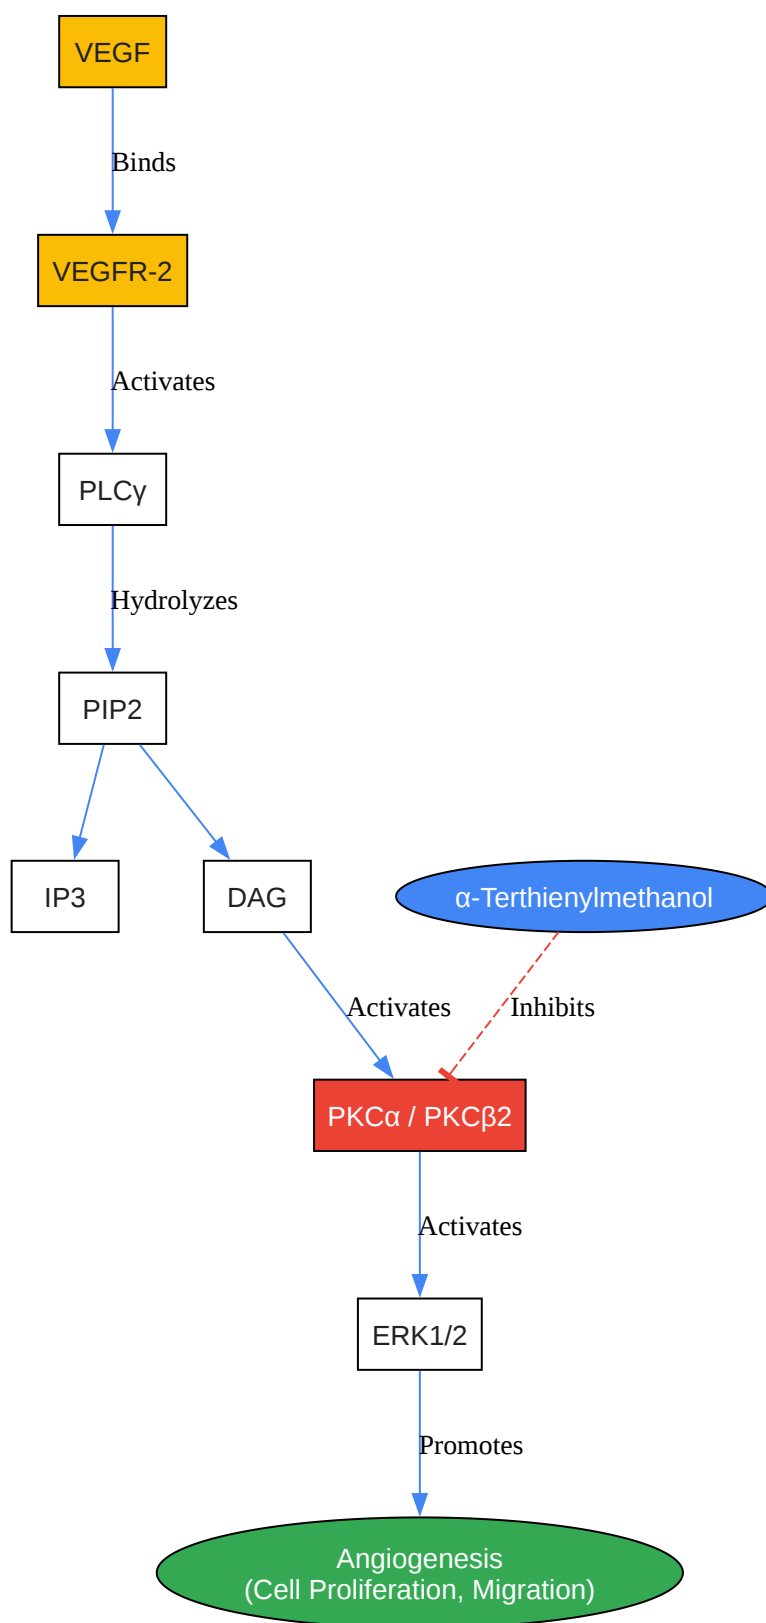 VEGF
Binds
VEGFR-2
Activates
PLCγ
Hydrolyzes
PIP2
IP3
DAG
α-Terthienylmethanol
Activates
Inhibits
PKCα / PKCβ2
Activates
ERK1/2
Promotes
Angiogenesis
(Cell Proliferation, Migration)